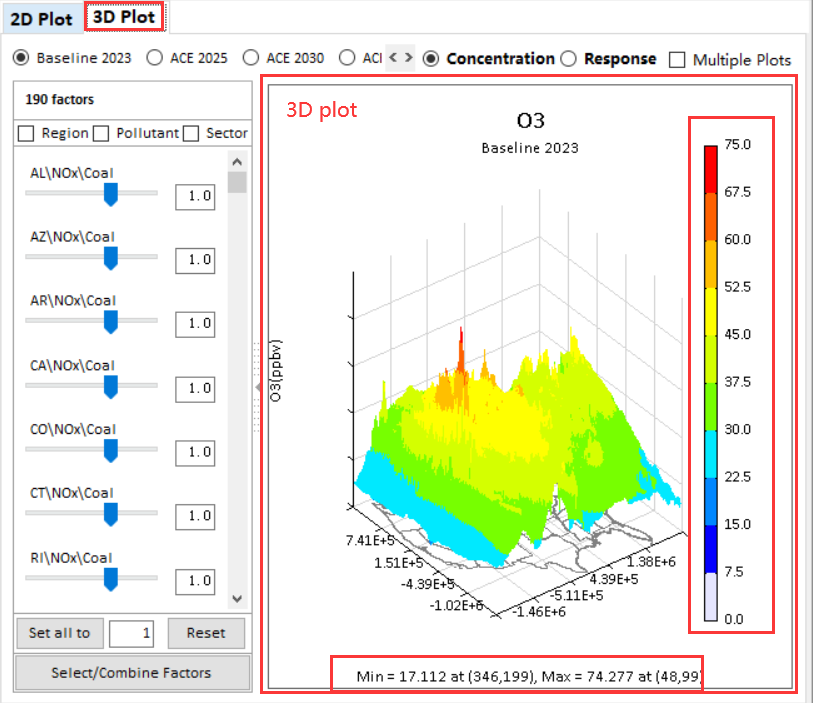 2D Plot 3D Plot
Baseline 2023 ACE 2025 ACE 2030 ACI < > Concentration Response Multiple Plots
190 factors
Region Pollutant Sector
AL\NOx\Coal
1.0
AZ\NOx\Coal
1.0
AR\NOx\Coal
1.0
CA\NOx\Coal
1.0
CO\NOx\Coal
1.0
CT\NOx\Coal
1.0
RI\NOx\Coal
1.0
Set all to 1 Reset
Select/Combine Factors
3D plot
O3
Baseline 2023
O3(ppbv)
7.41E+5
1.51E+5
-4.39E+5
-1.02E+6
-1.46E+6
-5.11E+5
4.39E+5
1.38E+6
75.0
67.5
60.0
52.5
45.0
37.5
30.0
22.5
15.0
7.5
0.0
Min = 17.112 at (346,199), Max = 74.277 at (48,99)